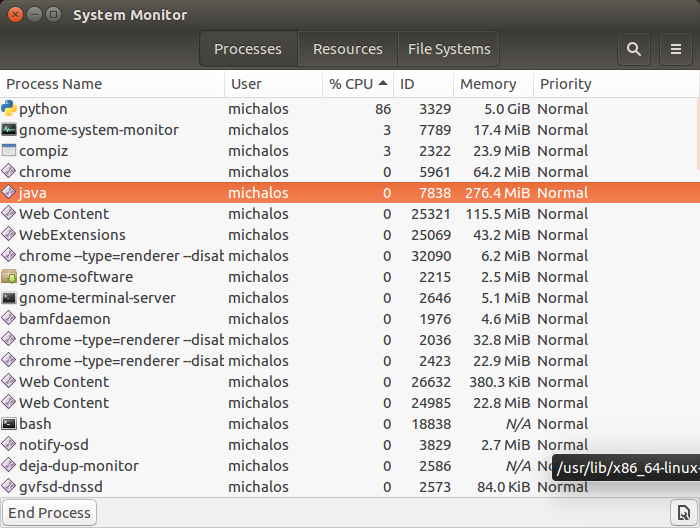 System Monitor
Processes Resources File Systems
Process Name User % CPU ID Memory Priority
python michalos 86 3329 5.0 GiB Normal
gnome-system-monitor michalos 3 7789 17.4 MiB Normal
compiz michalos 3 2322 23.9 MiB Normal
chrome michalos 0 5961 64.2 MiB Normal
java michalos 0 7838 276.4 MiB Normal
Web Content michalos 0 25321 115.5 MiB Normal
WebExtensions michalos 0 25069 43.2 MiB Normal
chrome --type=renderer --disab michalos 0 32090 6.2 MiB Normal
gnome-software michalos 0 2215 2.5 MiB Normal
gnome-terminal-server michalos 0 2646 5.1 MiB Normal
bamfdaemon michalos 0 1976 4.6 MiB Normal
chrome --type=renderer --disab michalos 0 2036 32.8 MiB Normal
chrome --type=renderer --disab michalos 0 2423 22.9 MiB Normal
Web Content michalos 0 26632 380.3 KiB Normal
Web Content michalos 0 24985 22.8 MiB Normal
bash michalos 0 18838 N/A Normal
notify-osd michalos 0 3829 2.7 MiB Normal
deja-dup-monitor michalos 0 2586 N/A /usr/lib/x86_64-linux-
gvfsd-dnssd michalos 0 2573 84.0 KiB Normal
End Process